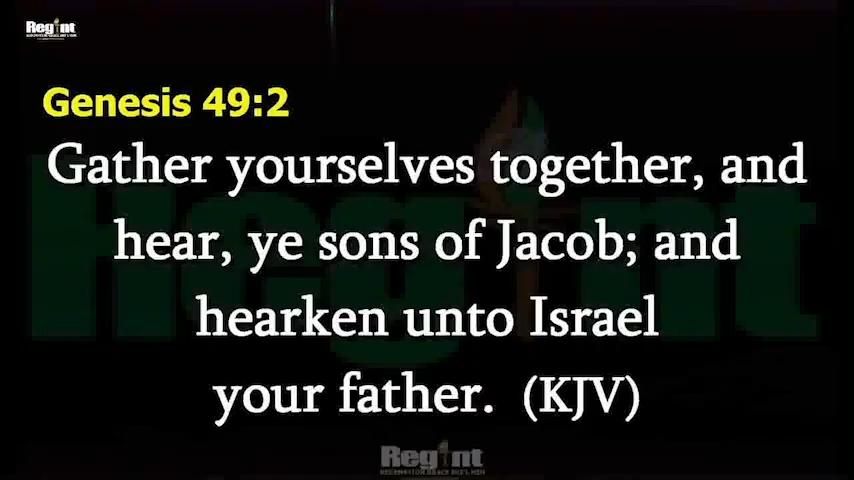 Regint
Genesis 49:2
Gather yourselves together, and
hear, ye sons of Jacob; and
hearken unto Israel
your father. (KJV)
Regint
Regint